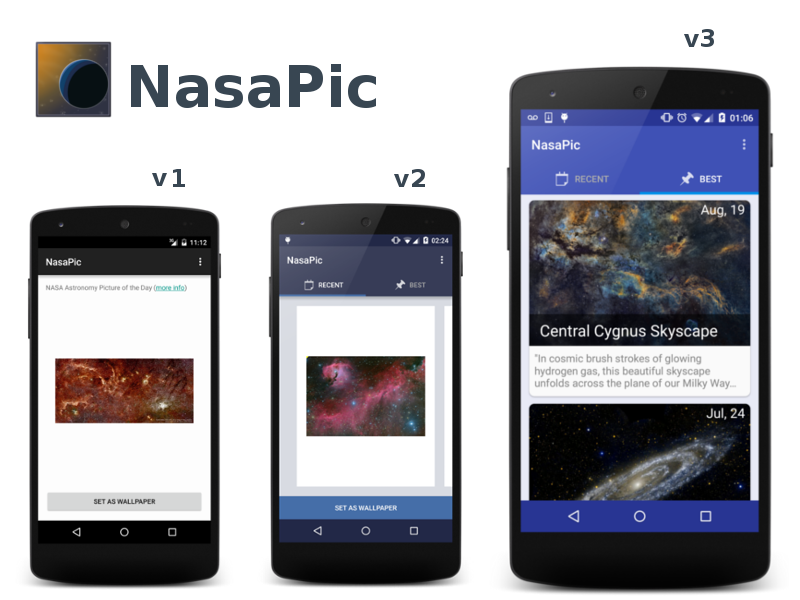 NasaPic
v1
11:12
NasaPic
NASA Astronomy Picture of the Day (more info)
SET AS WALLPAPER
v2
02:24
NasaPic
RECENT
BEST
SET AS WALLPAPER
v3
01:06
NasaPic
RECENT
BEST
Aug, 19
Central Cygnus Skyscape
"In cosmic brush strokes of glowing
hydrogen gas, this beautiful skyscape
unfolds across the plane of our Milky Way...
Jul, 24